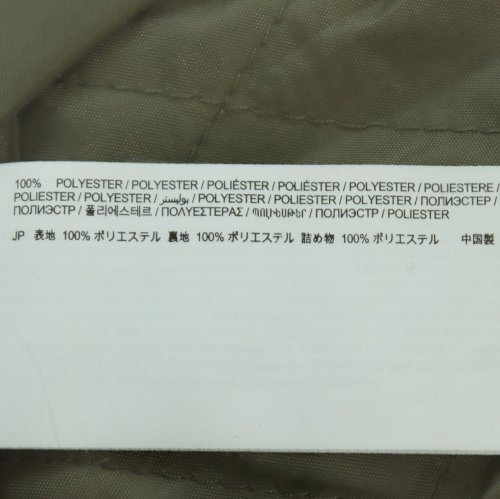 100% POLYESTER / POLYESTER / POLIÉSTER / POLIÉSTER / POLYESTER / POLIESTERE /
POLIESTER / POLYESTER / بوليستر / POLYESTER / POLIESTER / POLYESTER / ПОЛИЭСТЕР /
ПОЛИЭСТР / 폴리에스테르 / ΠΟΛΥΕΣΤΕΡΑΣ / ՊՈԼԻԷՍԹԵՐ / ПОЛИЭСТР / POLIESTER
JP 表地 100% ポリエステル 裏地 100% ポリエステル 詰め物 100% ポリエステル 中国製